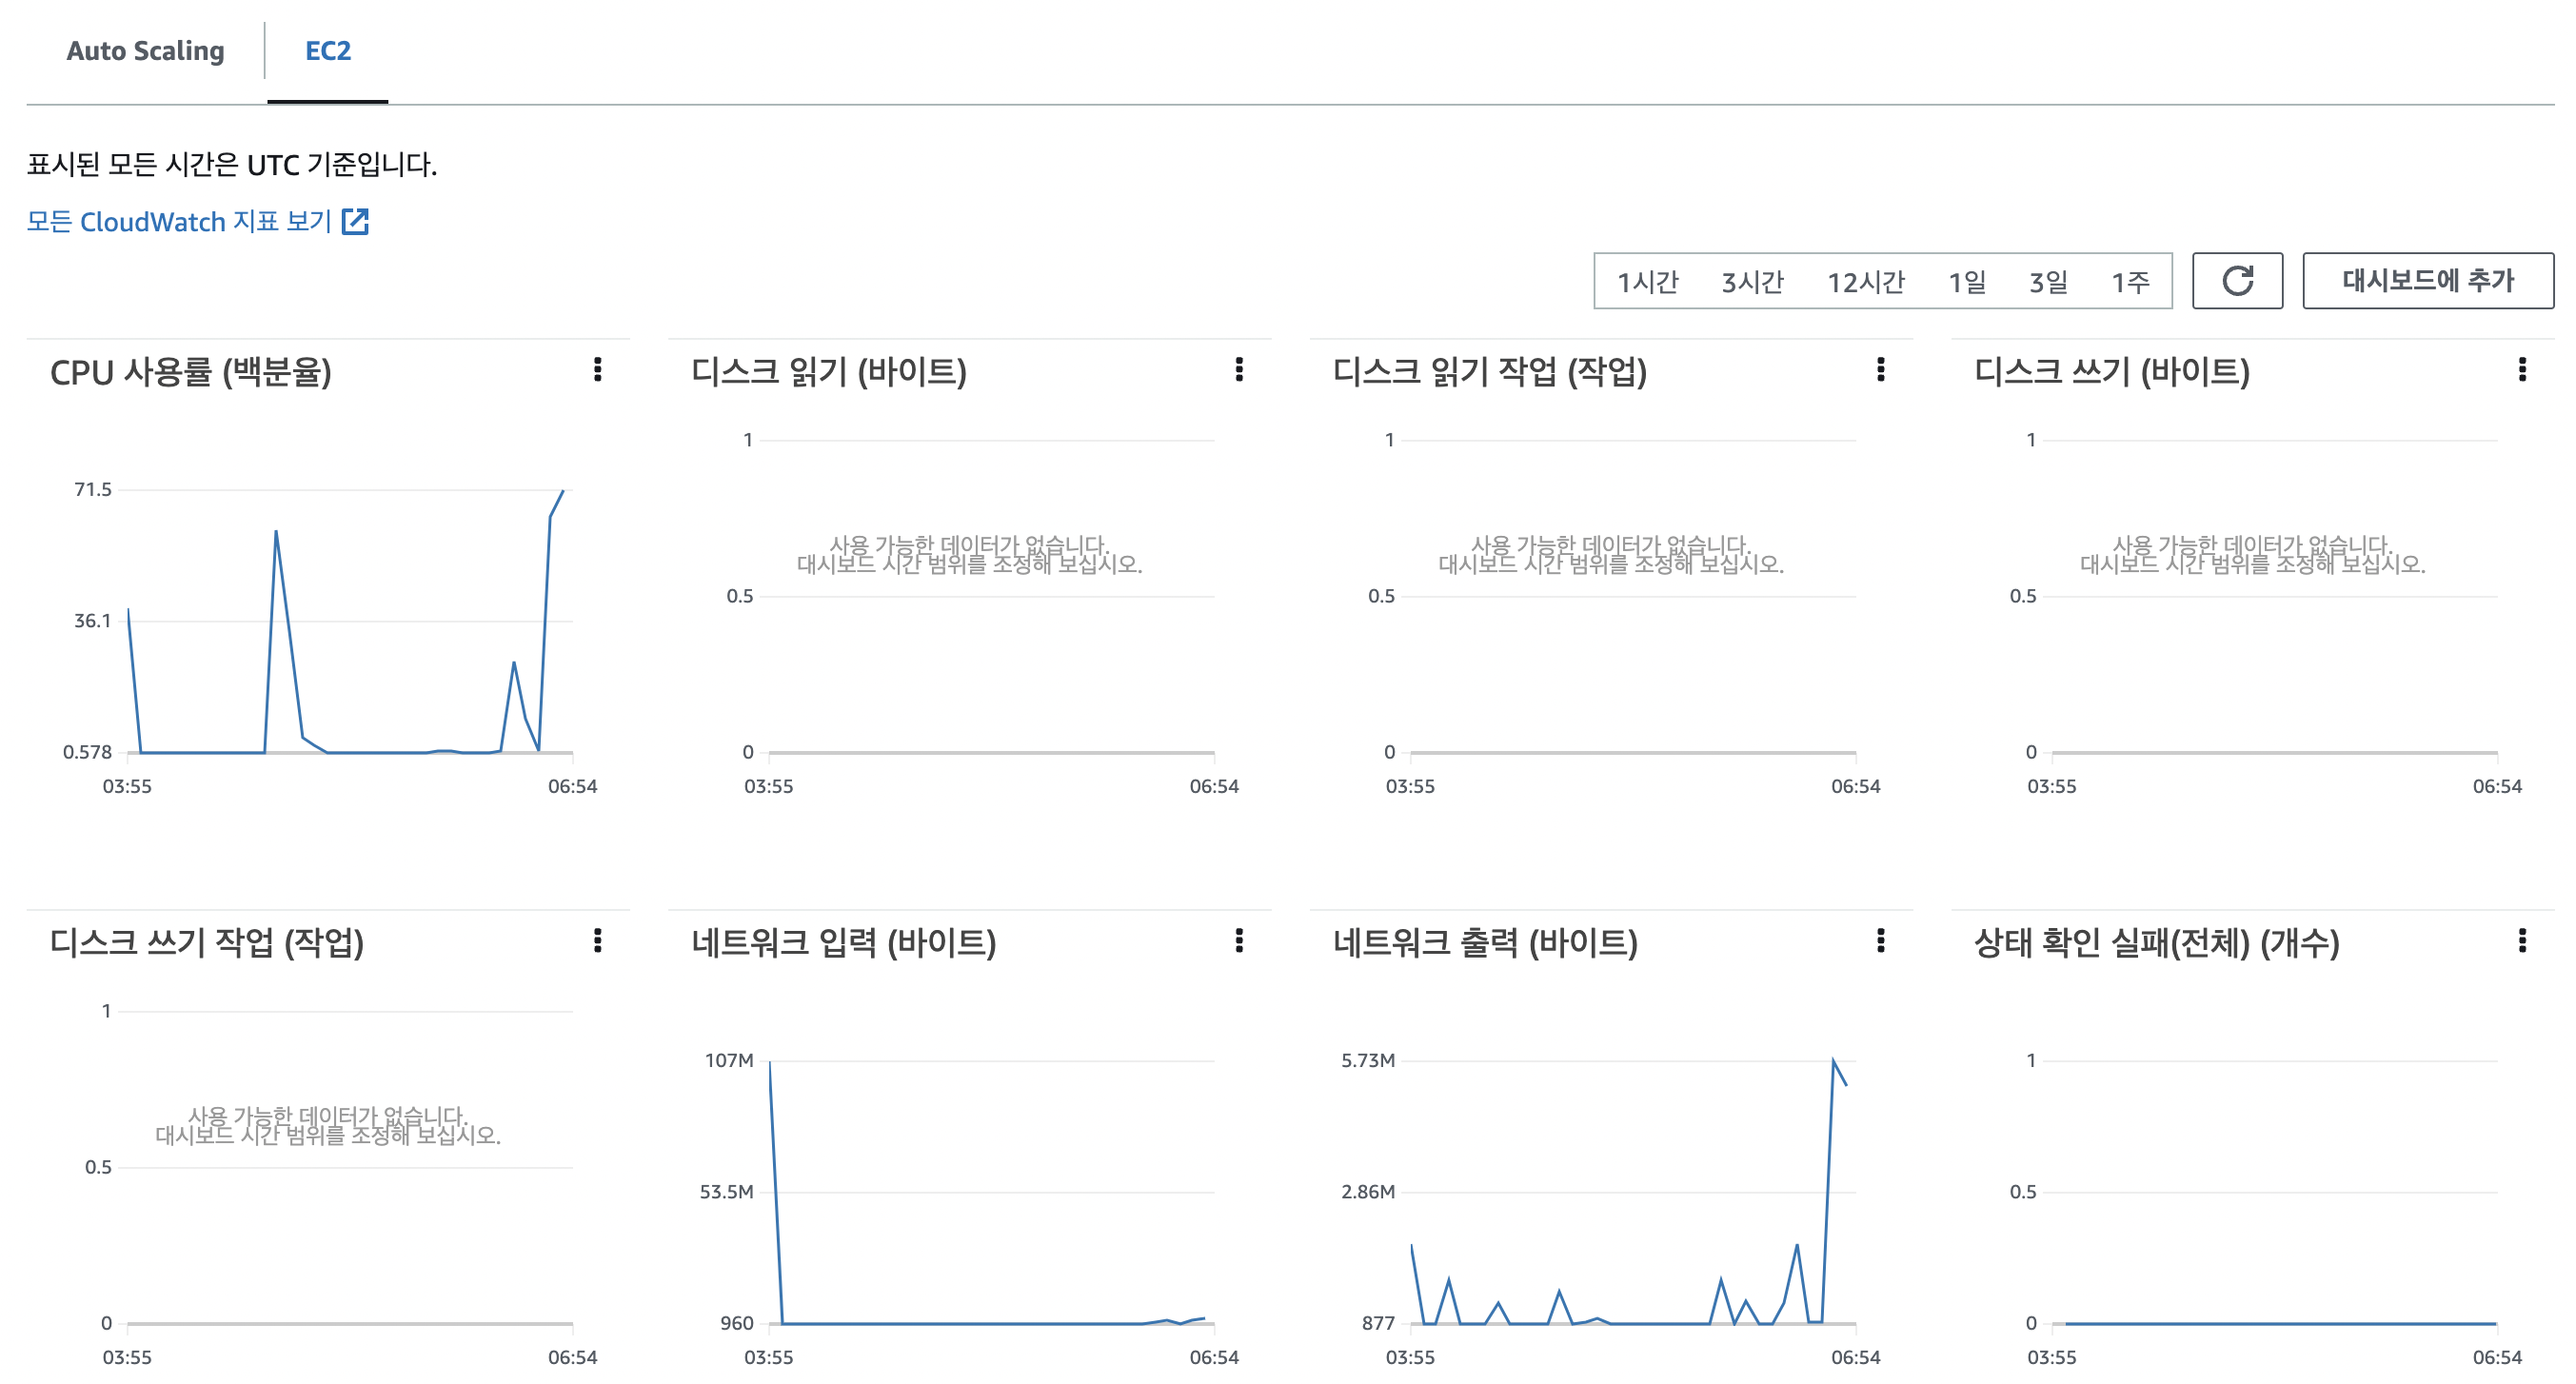 Auto Scaling
EC2
표시된 모든 시간은 UTC 기준입니다.
모든 CloudWatch 지표 보기
1시간 3시간 12시간 1일 3일 1주
대시보드에 추가
CPU 사용률 (백분율)
71.5
36.1
0.578
03:55 06:54
디스크 읽기 (바이트)
1
사용 가능한 데이터가 없습니다.
대시보드 시간 범위를 조정해 보십시오.
0.5
0
03:55 06:54
디스크 읽기 작업 (작업)
1
사용 가능한 데이터가 없습니다.
대시보드 시간 범위를 조정해 보십시오.
0.5
0
03:55 06:54
디스크 쓰기 (바이트)
1
사용 가능한 데이터가 없습니다.
대시보드 시간 범위를 조정해 보십시오.
0.5
0
03:55 06:54
디스크 쓰기 작업 (작업)
1
사용 가능한 데이터가 없습니다.
대시보드 시간 범위를 조정해 보십시오.
0.5
0
03:55 06:54
네트워크 입력 (바이트)
107M
53.5M
960
03:55 06:54
네트워크 출력 (바이트)
5.73M
2.86M
877
03:55 06:54
상태 확인 실패(전체) (개수)
1
0.5
0
03:55 06:54